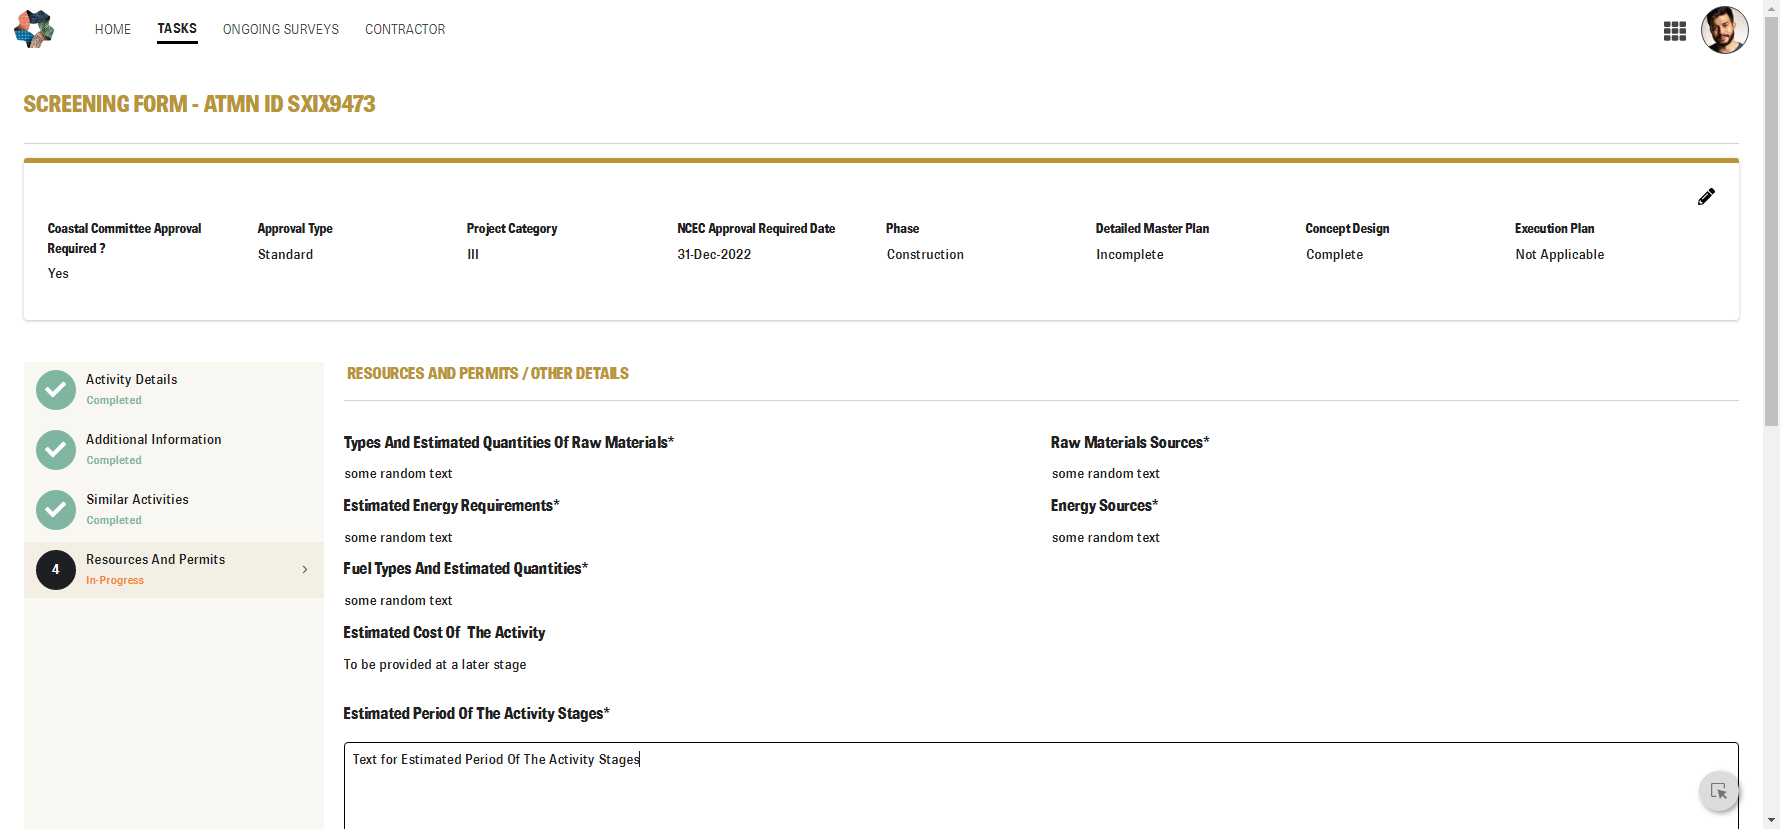 HOME TASKS ONGOING SURVEYS CONTRACTOR
SCREENING FORM - ATMN ID SXIX9473
Coastal Committee Approval Required ?
Yes
Approval Type
Standard
Project Category
III
NCEC Approval Required Date
31-Dec-2022
Phase
Construction
Detailed Master Plan
Incomplete
Concept Design
Complete
Execution Plan
Not Applicable
Activity Details
Completed
Additional Information
Completed
Similar Activities
Completed
4 Resources And Permits
In-Progress
RESOURCES AND PERMITS / OTHER DETAILS
Types And Estimated Quantities Of Raw Materials*
some random text
Raw Materials Sources*
some random text
Estimated Energy Requirements*
some random text
Energy Sources*
some random text
Fuel Types And Estimated Quantities*
some random text
Estimated Cost Of The Activity
To be provided at a later stage
Estimated Period Of The Activity Stages*
Text for Estimated Period Of The Activity Stages